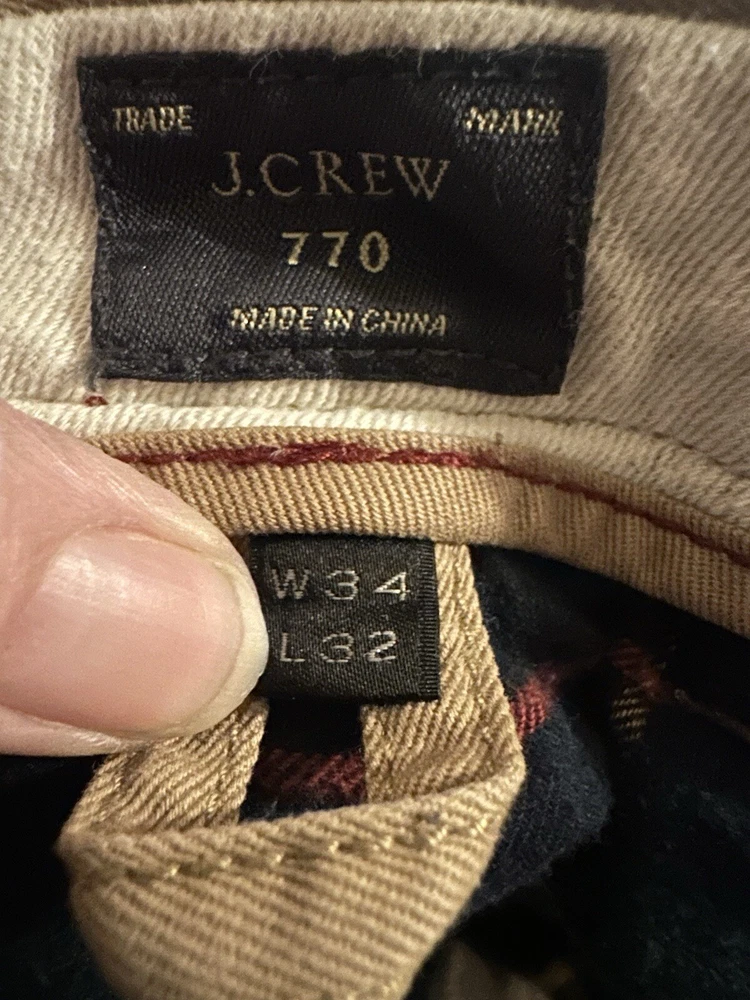 TRADE MARK
J.CREW
770
MADE IN CHINA
W34
L32